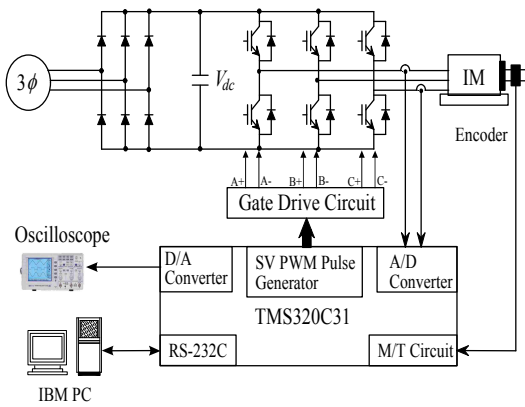 3ϕ
V_dc
IM
Encoder
A+ A- B+ B- C+ C-
Gate Drive Circuit
Oscilloscope
D/A
Converter
SV PWM Pulse
Generator
A/D
Converter
TMS320C31
RS-232C
M/T Circuit
IBM PC